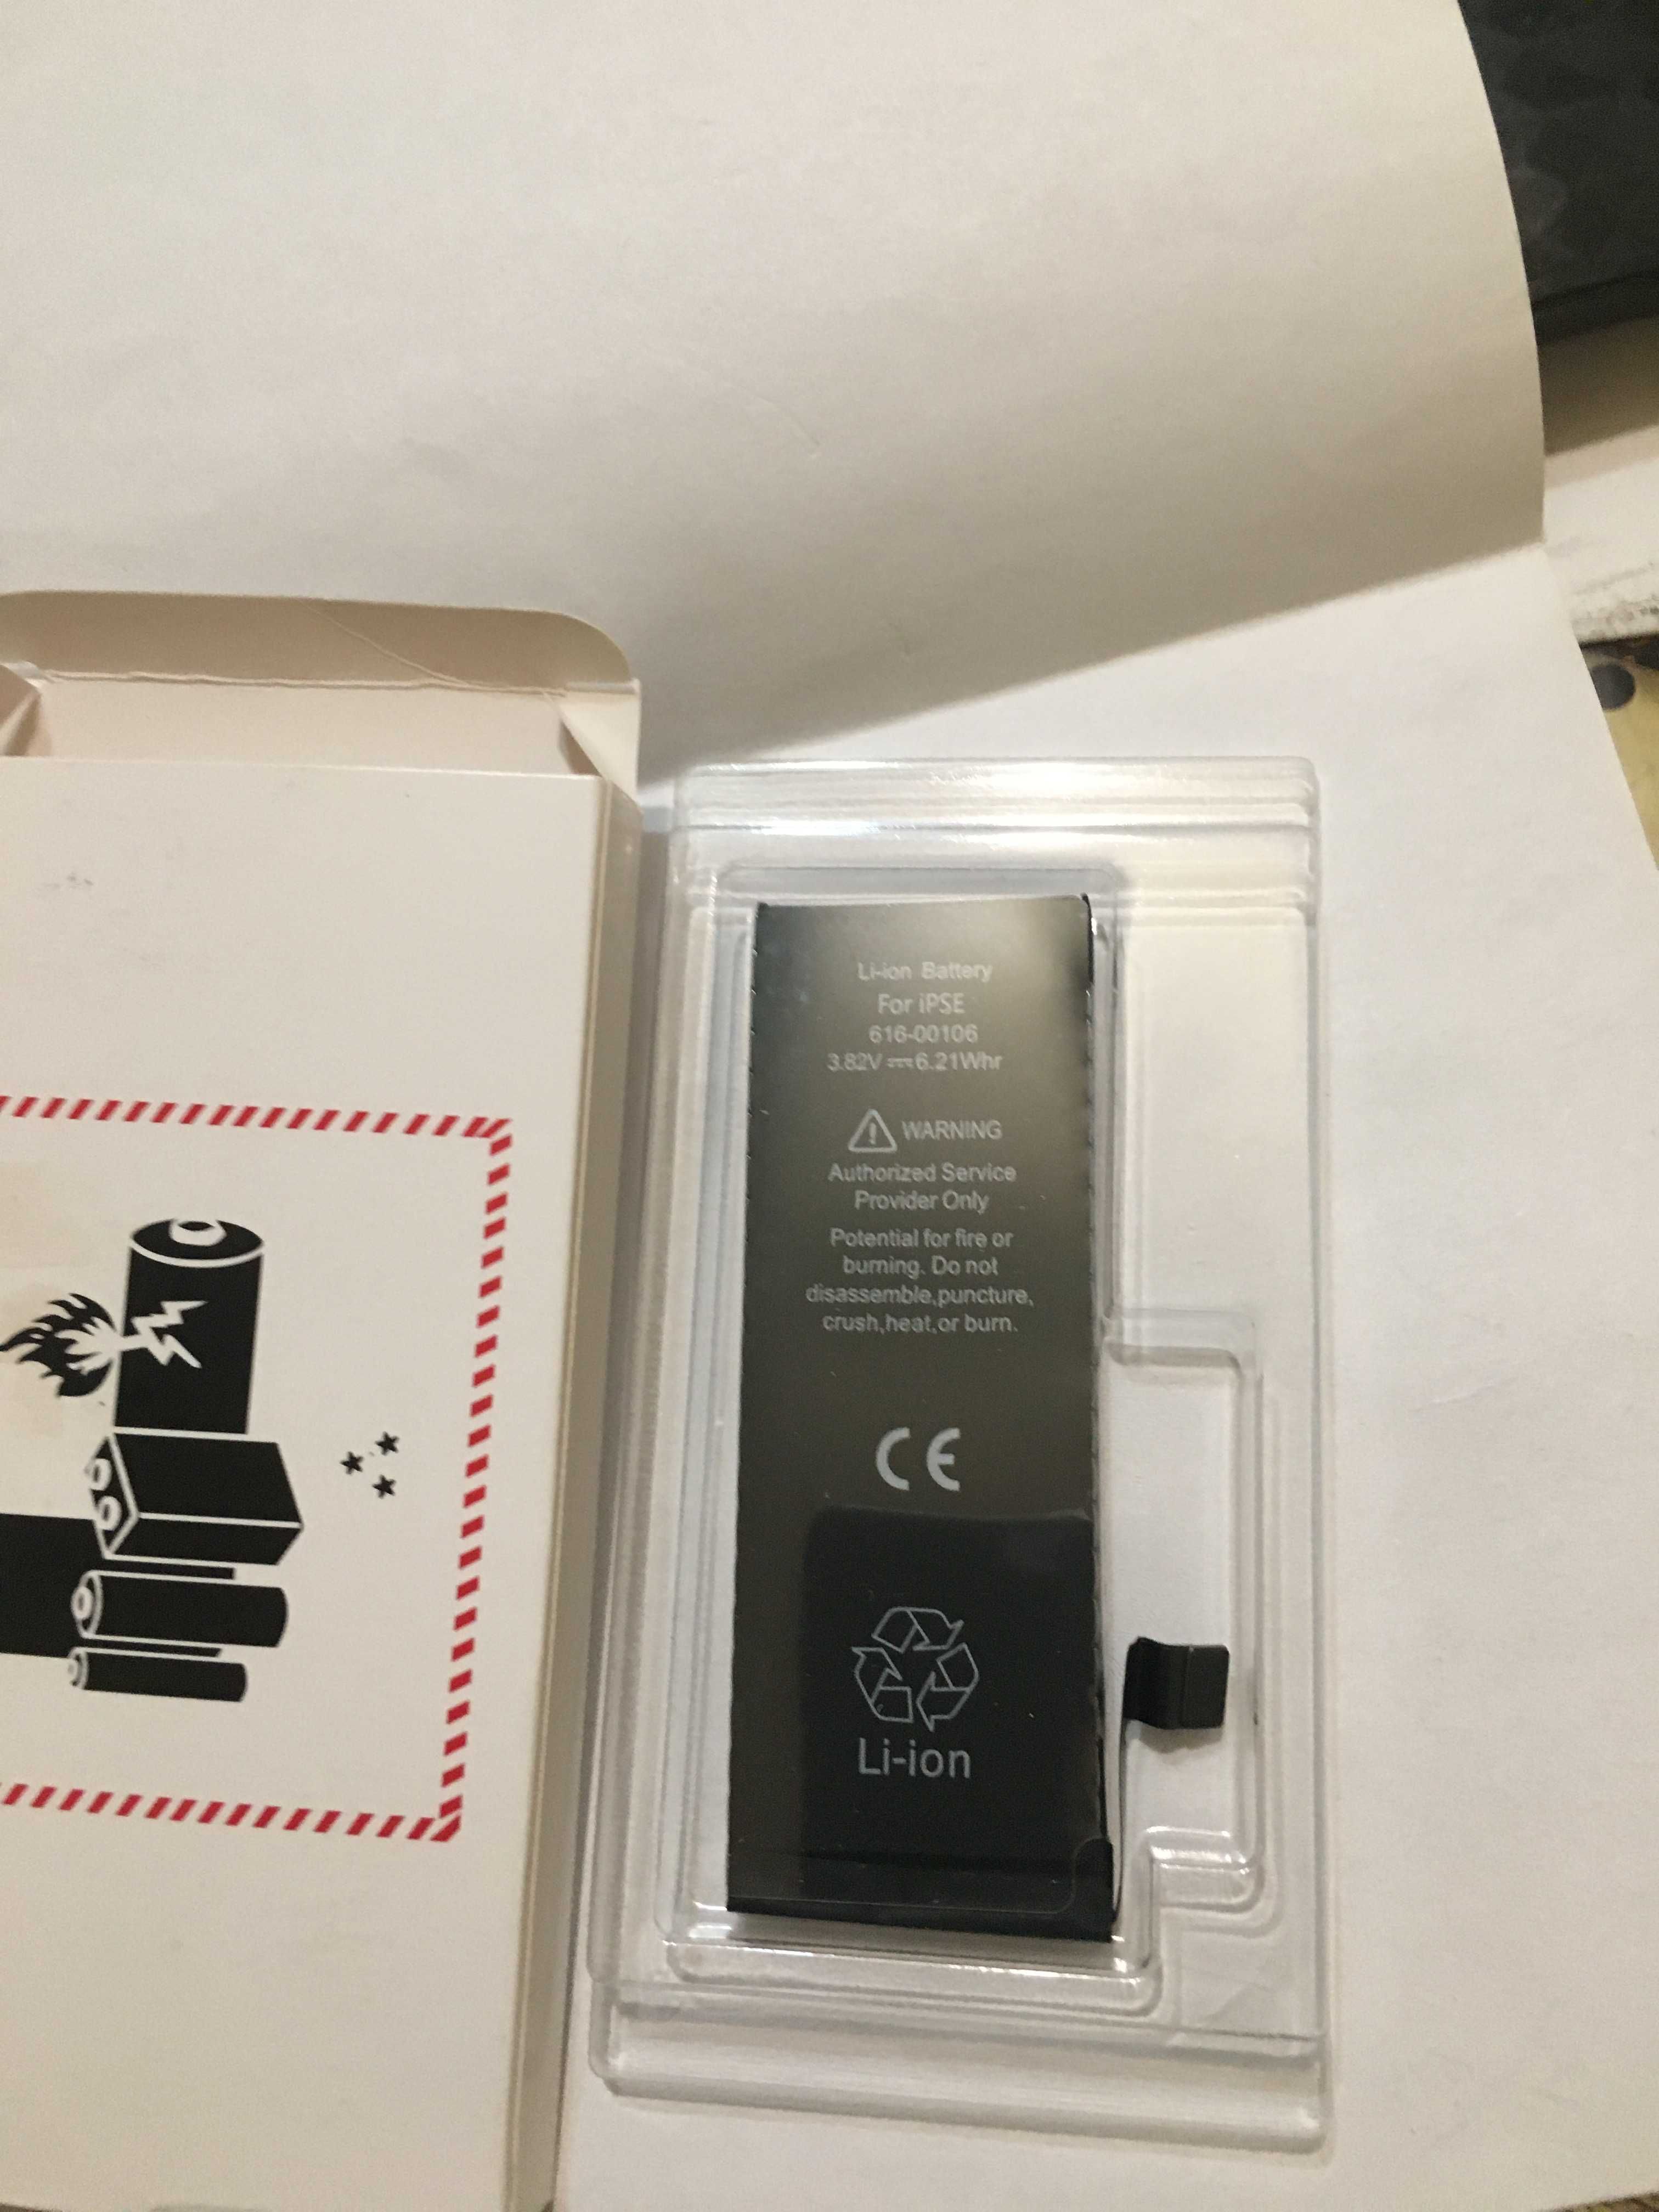 Li-ion Battery
For iPSE
616-00106
3.82V ⎓ 6.21Whr
WARNING
Authorized Service
Provider Only
Potential for fire or
burning. Do not
disassemble,puncture,
crush,heat,or burn.
CE
Li-ion